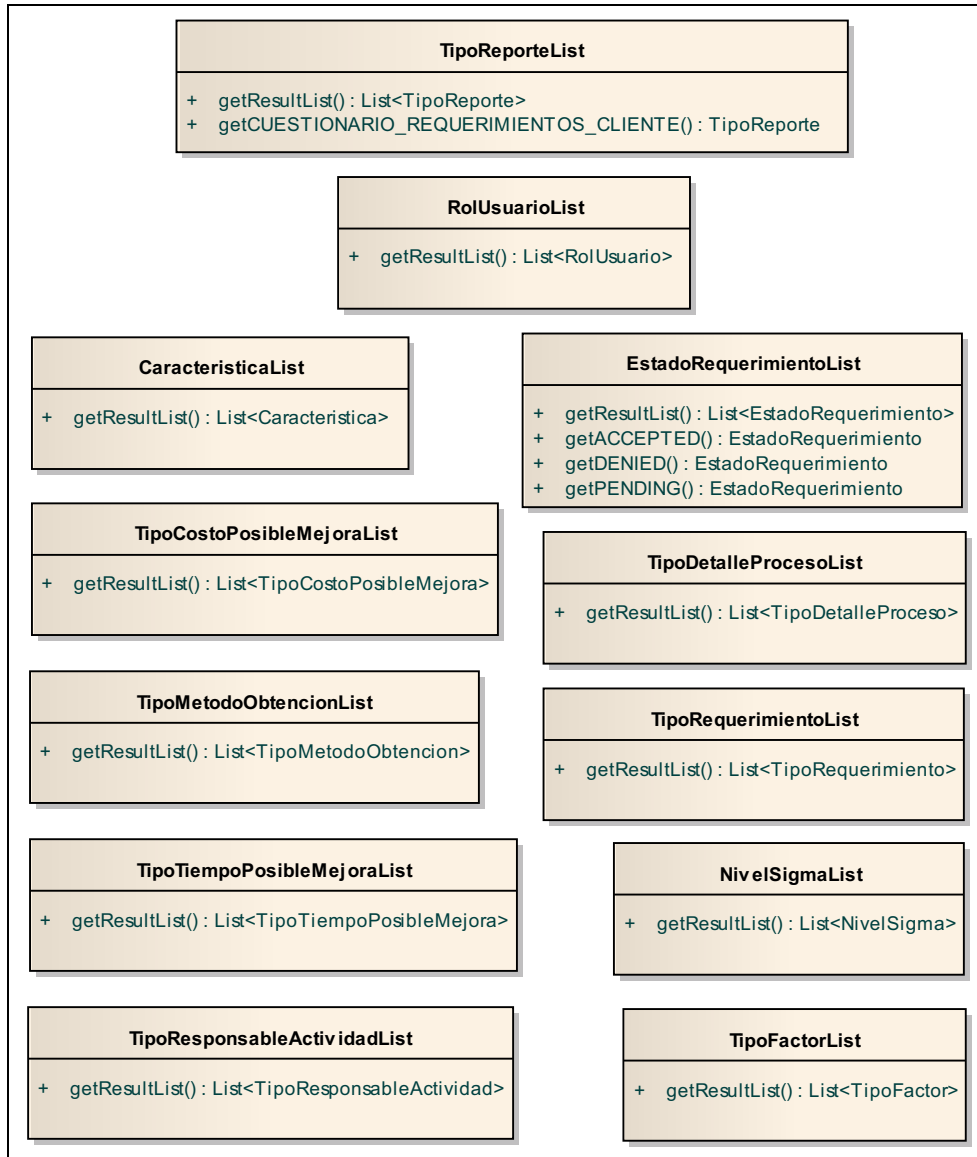 TipoReporteList
+ getResultList() : List<TipoReporte>
+ getCUESTIONARIO_REQUERIMIENTOS_CLIENTE() : TipoReporte
RolUsuarioList
+ getResultList() : List<RolUsuario>
CaracteristicaList
+ getResultList() : List<Caracteristica>
EstadoRequerimientoList
+ getResultList() : List<EstadoRequerimiento>
+ getACCEPTED() : EstadoRequerimiento
+ getDENIED() : EstadoRequerimiento
+ getPENDING() : EstadoRequerimiento
TipoCostoPosibleMejoraList
+ getResultList() : List<TipoCostoPosibleMejora>
TipoDetalleProcesoList
+ getResultList() : List<TipoDetalleProceso>
TipoMetodoObtencionList
+ getResultList() : List<TipoMetodoObtencion>
TipoRequerimientoList
+ getResultList() : List<TipoRequerimiento>
TipoTiempoPosibleMejoraList
+ getResultList() : List<TipoTiempoPosibleMejora>
NivelSigmaList
+ getResultList() : List<NivelSigma>
TipoResponsableActividadList
+ getResultList() : List<TipoResponsableActividad>
TipoFactorList
+ getResultList() : List<TipoFactor>